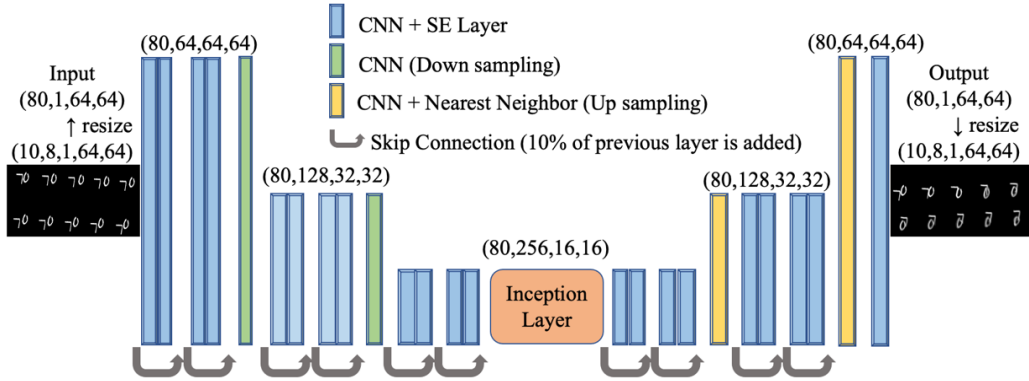 CNN + SE Layer
CNN (Down sampling)
CNN + Nearest Neighbor (Up sampling)
Skip Connection (10% of previous layer is added)
Input
(80,1,64,64)
↑ resize
(10,8,1,64,64)
(80,64,64,64)
(80,128,32,32)
(80,256,16,16)
Inception
Layer
(80,128,32,32)
(80,64,64,64)
Output
(80,1,64,64)
↓ resize
(10,8,1,64,64)